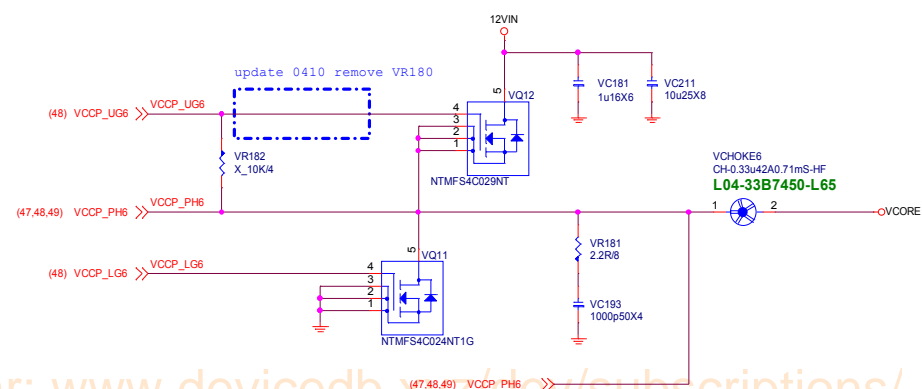 12VIN
update 0410 remove VR180
VC181
1u16X6
VC211
10u25X8
5
VQ12
(48) VCCP_UG6
VCCP_UG6
4
3
2
1
VR182
X_10K/4
NTMFS4C029NT
VCHOKE6
CH-0.33u42A0.71mS-HF
L04-33B7450-L65
(47,48,49) VCCP_PH6
VCCP_PH6
1
2
VCORE
5
VQ11
VR181
2.2R/8
(48) VCCP_LG6
VCCP_LG6
4
3
2
1
VC193
1000p50X4
NTMFS4C024NT1G
(47,48,49) VCCP_PH6